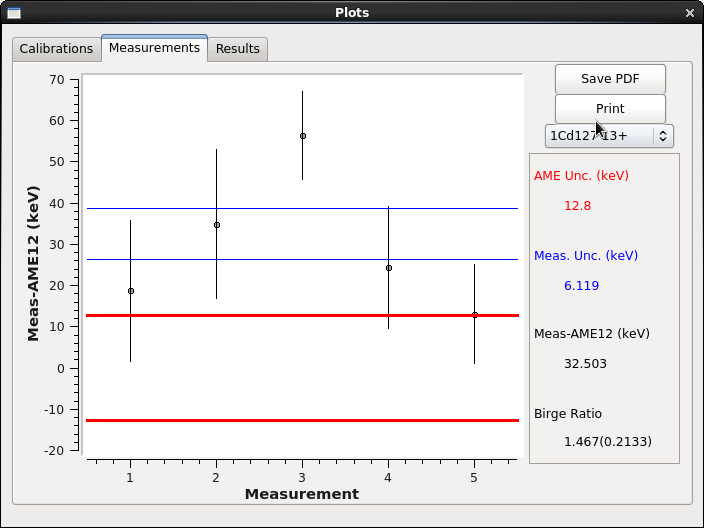 Plots
Calibrations Measurements Results
Save PDF
Print
1Cd127 13+
AME Unc. (keV)
12.8
Meas. Unc. (keV)
6.119
Meas-AME12 (keV)
32.503
Birge Ratio
1.467(0.2133)
Meas-AME12 (keV)
70
60
50
40
30
20
10
0
-10
-20
1 2 3 4 5
Measurement